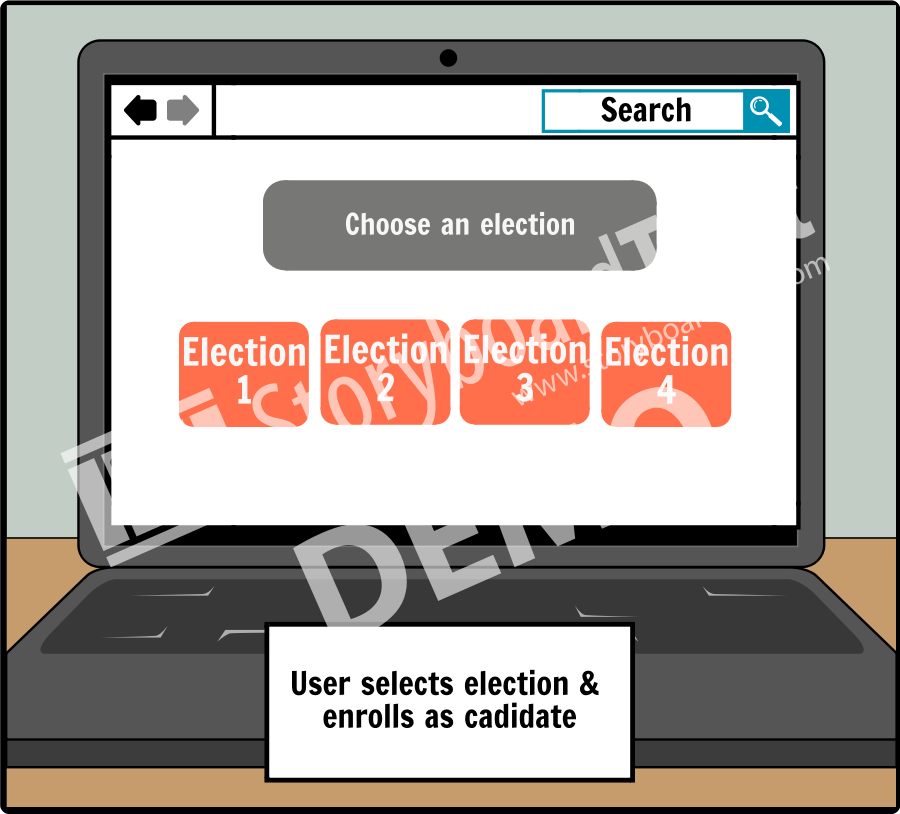 Search
Choose an election
Election
1
Election
2
Election
3
Election
4
StoryboardThat
www.storyboardthat.com
DEMO
User selects election &
enrolls as cadidate